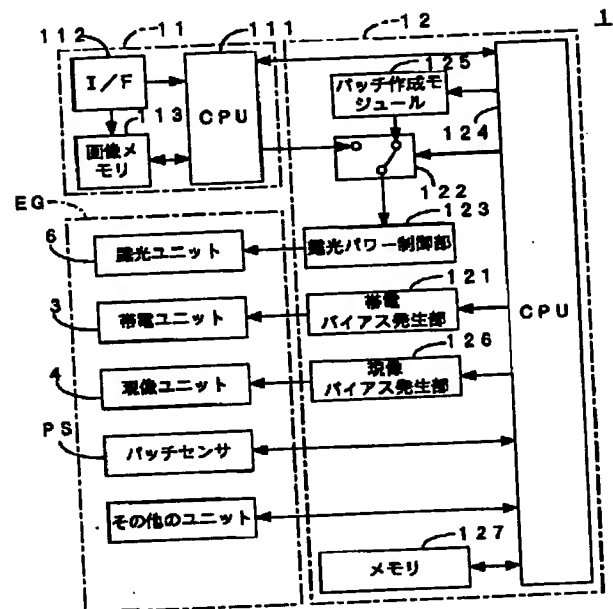 1
112
11
111
12
I/F
CPU
125
パッチ作成モ
ジュール
124
113
画像メ
モリ
122
EG
123
6
露光ユニット
露光パワー制御部
121
3
帯電ユニット
帯電
バイアス発生部
CPU
126
4
現像ユニット
現像
バイアス発生部
PS
パッチセンサ
その他のユニット
127
メモリ